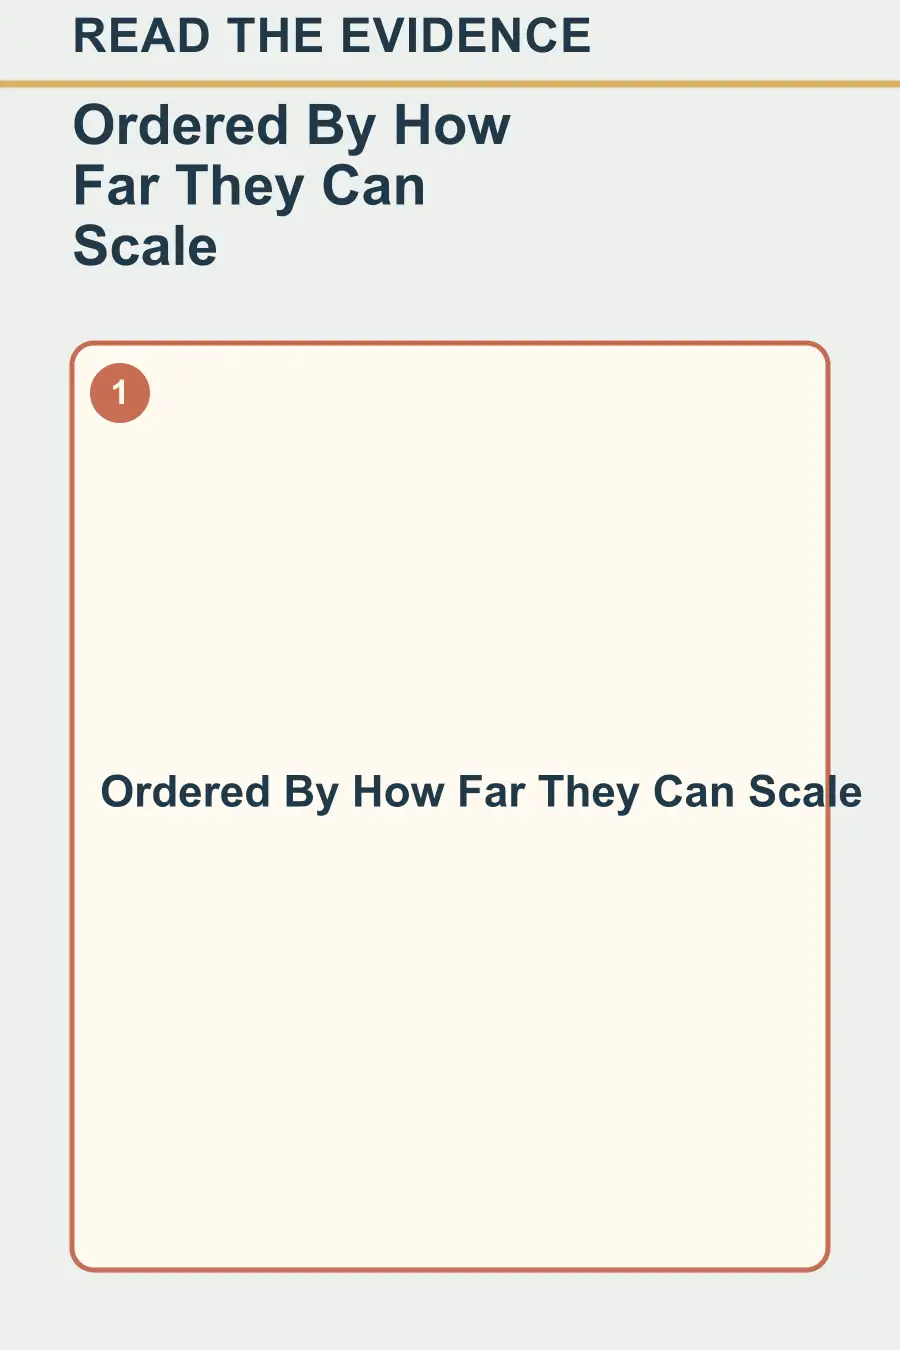 READ THE EVIDENCE
Ordered By How
Far They Can
Scale
1
Ordered By How Far They Can Scale